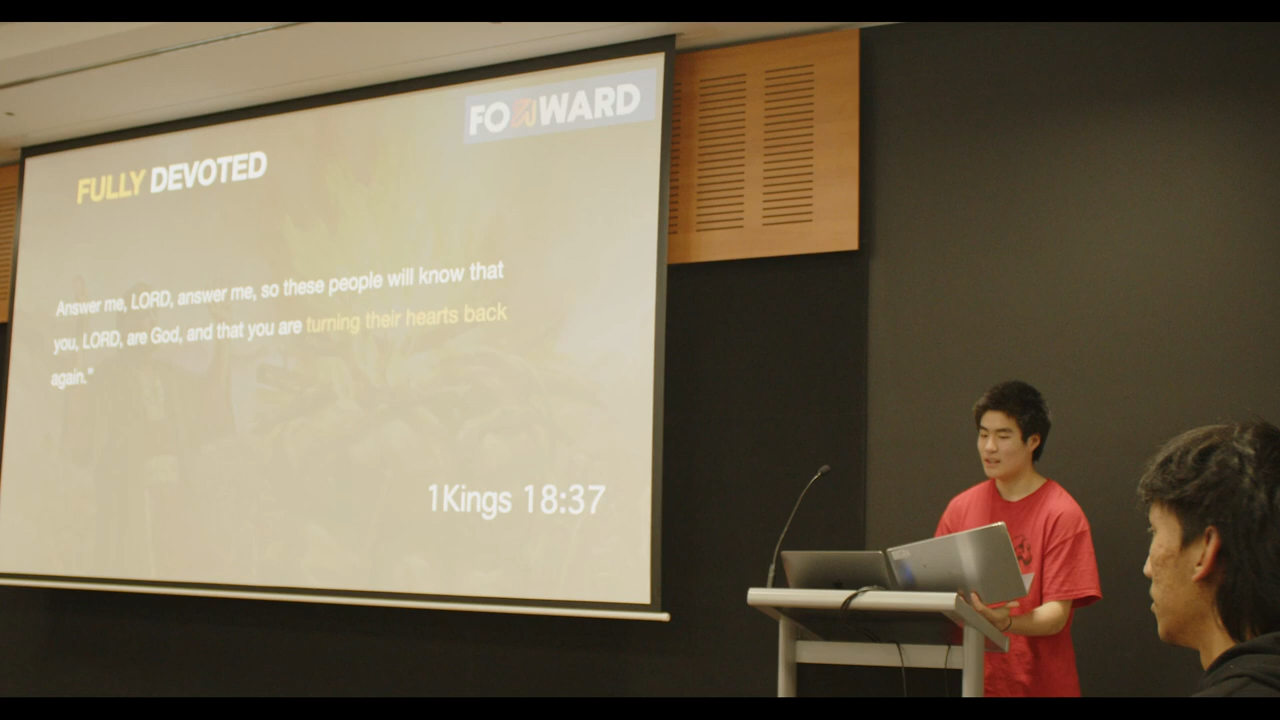 FORWARD
FULLY DEVOTED
Answer me, LORD, answer me, so these people will know that
you, LORD, are God, and that you are turning their hearts back
again."
1Kings 18:37